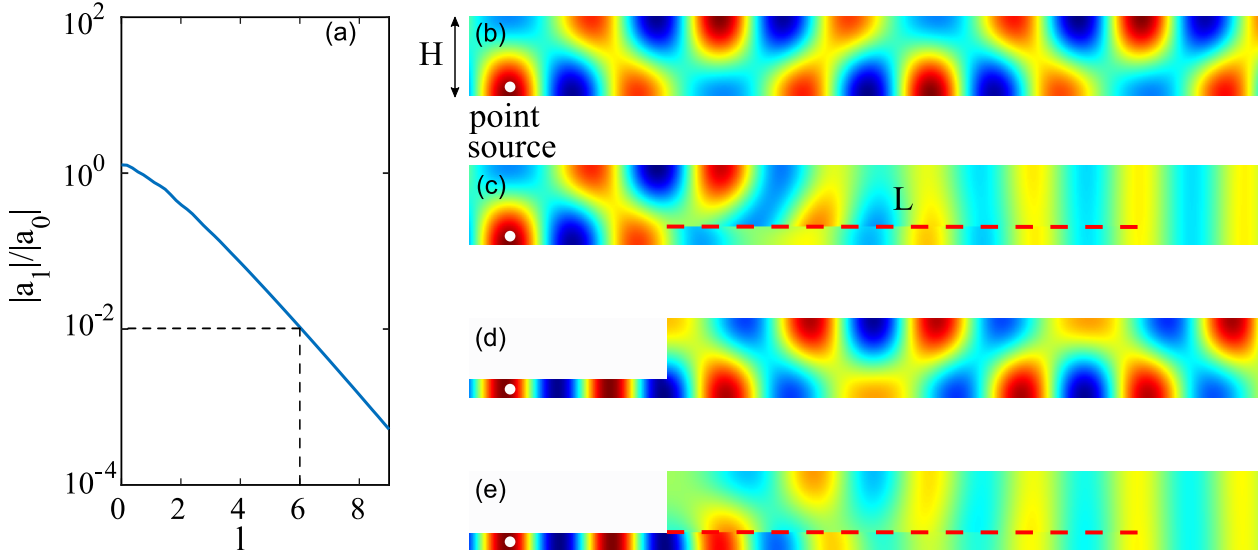 10^2
10^0
10^-2
10^-4
|a_1|/|a_0|
0 2 4 6 8
l
(a)
H
(b)
point
source
(c)
L
(d)
(e)